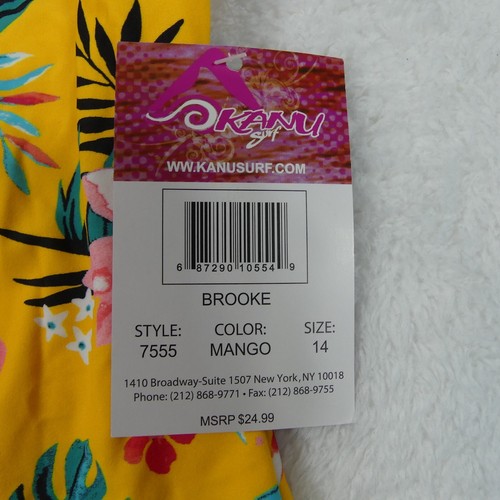 KANU
Surf
WW.KANUSURF.COM
6 87290 10554 9
BROOKE
STYLE: COLOR: SIZE:
7555 MANGO 14
1410 Broadway-Suite 1507 New York, NY 10018
Phone: (212) 868-9771 • Fax: (212) 868-9755
MSRP $24.99